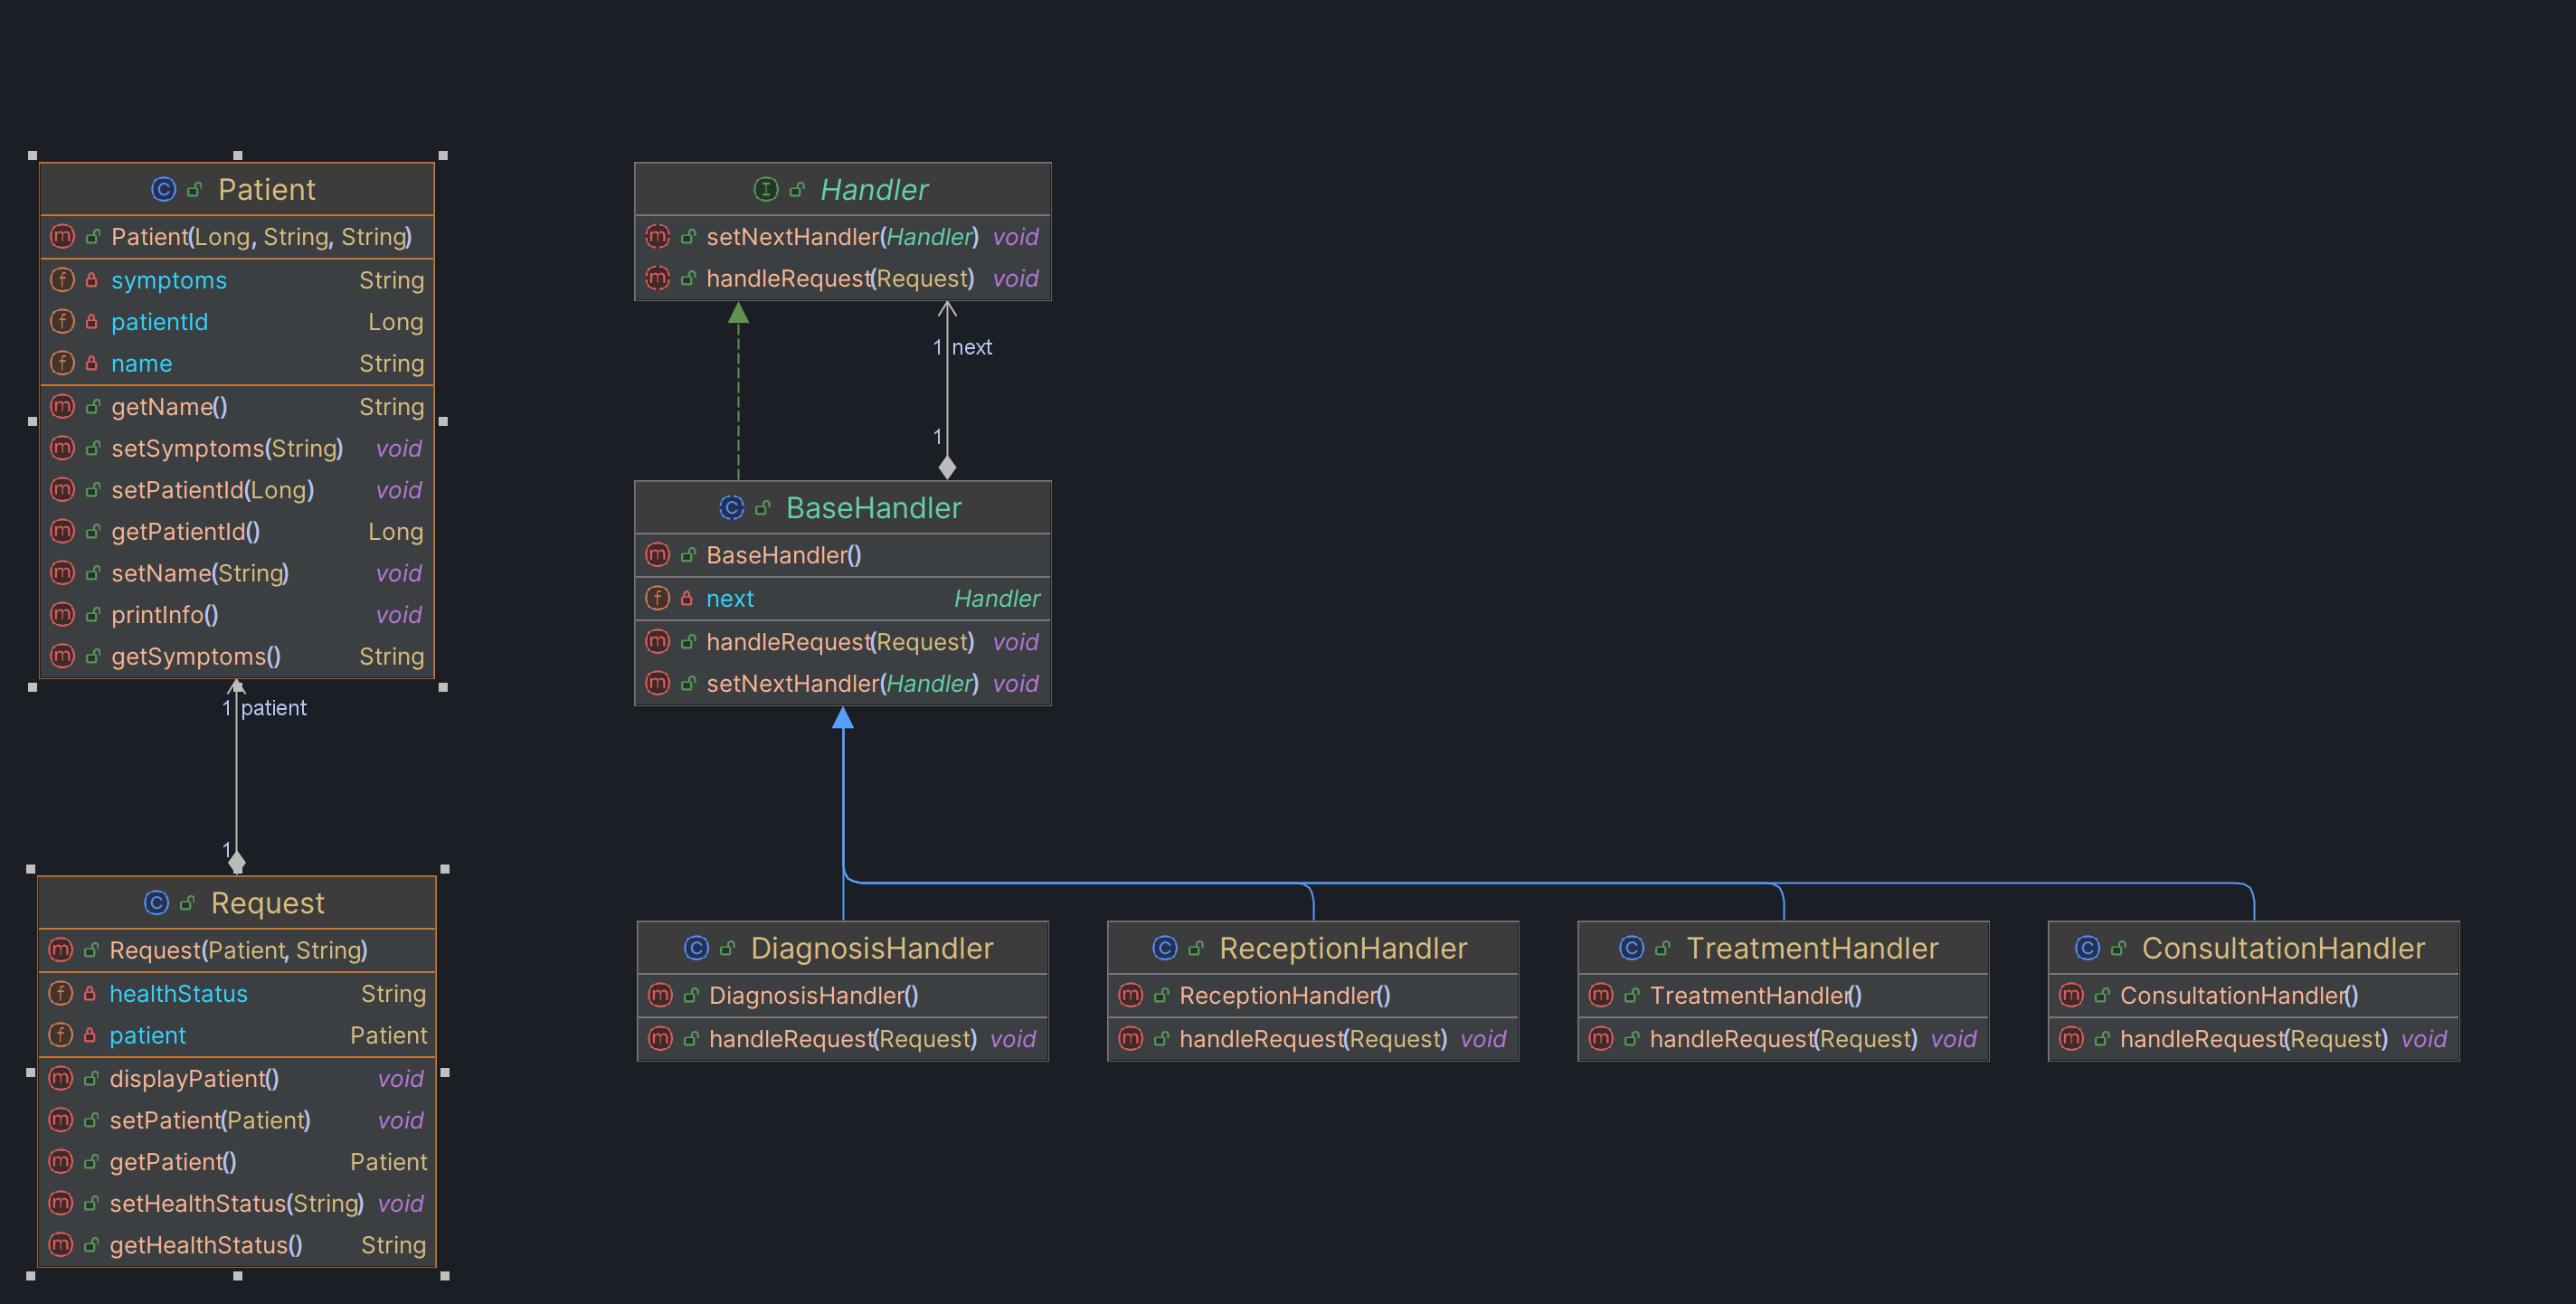 Patient
Patient(Long, String, String)
symptoms String
patientId Long
name String
getName() String
setSymptoms(String) void
setPatientId(Long) void
getPatientId() Long
setName(String) void
printInfo() void
getSymptoms() String
1 patient
1
Request
Request(Patient, String)
healthStatus String
patient Patient
displayPatient() void
setPatient(Patient) void
getPatient() Patient
setHealthStatus(String) void
getHealthStatus() String
Handler
setNextHandler(Handler) void
handleRequest(Request) void
1 next
1
BaseHandler
BaseHandler()
next Handler
handleRequest(Request) void
setNextHandler(Handler) void
DiagnosisHandler
DiagnosisHandler()
handleRequest(Request) void
ReceptionHandler
ReceptionHandler()
handleRequest(Request) void
TreatmentHandler
TreatmentHandler()
handleRequest(Request) void
ConsultationHandler
ConsultationHandler()
handleRequest(Request) void